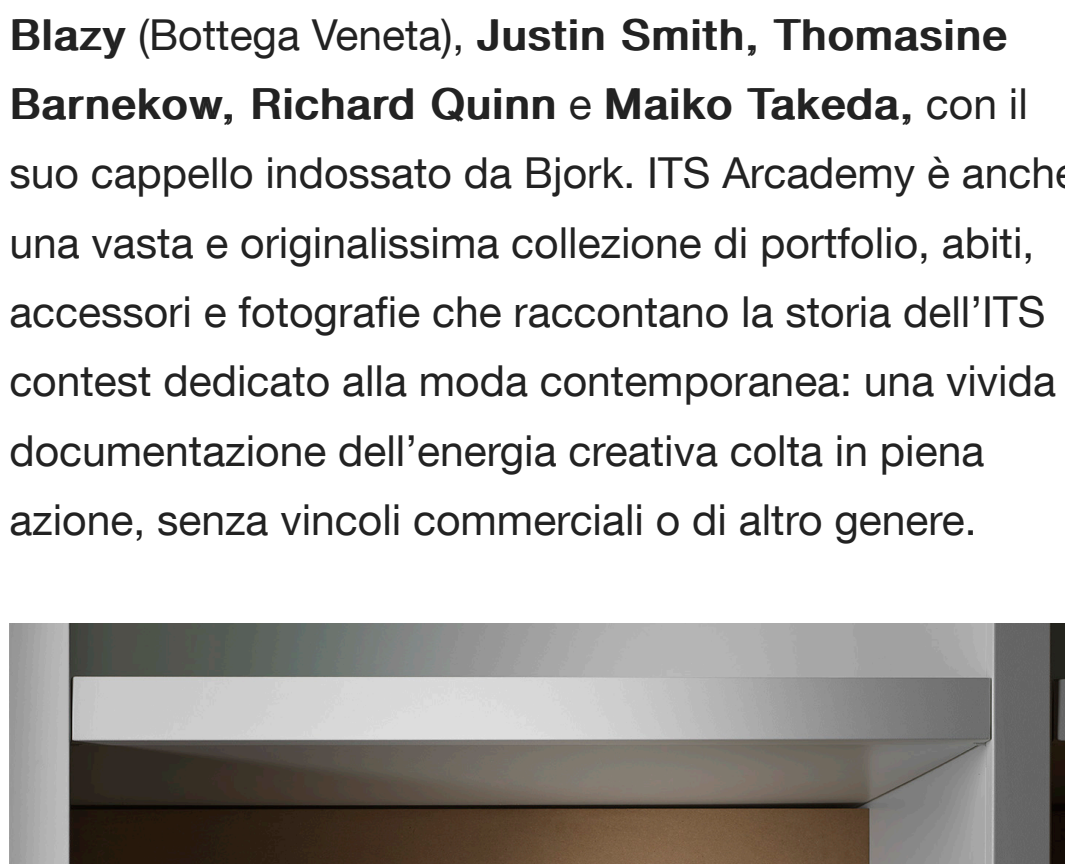 Blazy (Bottega Veneta), Justin Smith, Thomasine
Barnekow, Richard Quinn e Maiko Takeda, con il
suo cappello indossato da Bjork. ITS Arcademy è anche
una vasta e originalissima collezione di portfolio, abiti,
accessori e fotografie che raccontano la storia dell’ITS
contest dedicato alla moda contemporanea: una vivida
documentazione dell’energia creativa colta in piena
azione, senza vincoli commerciali o di altro genere.